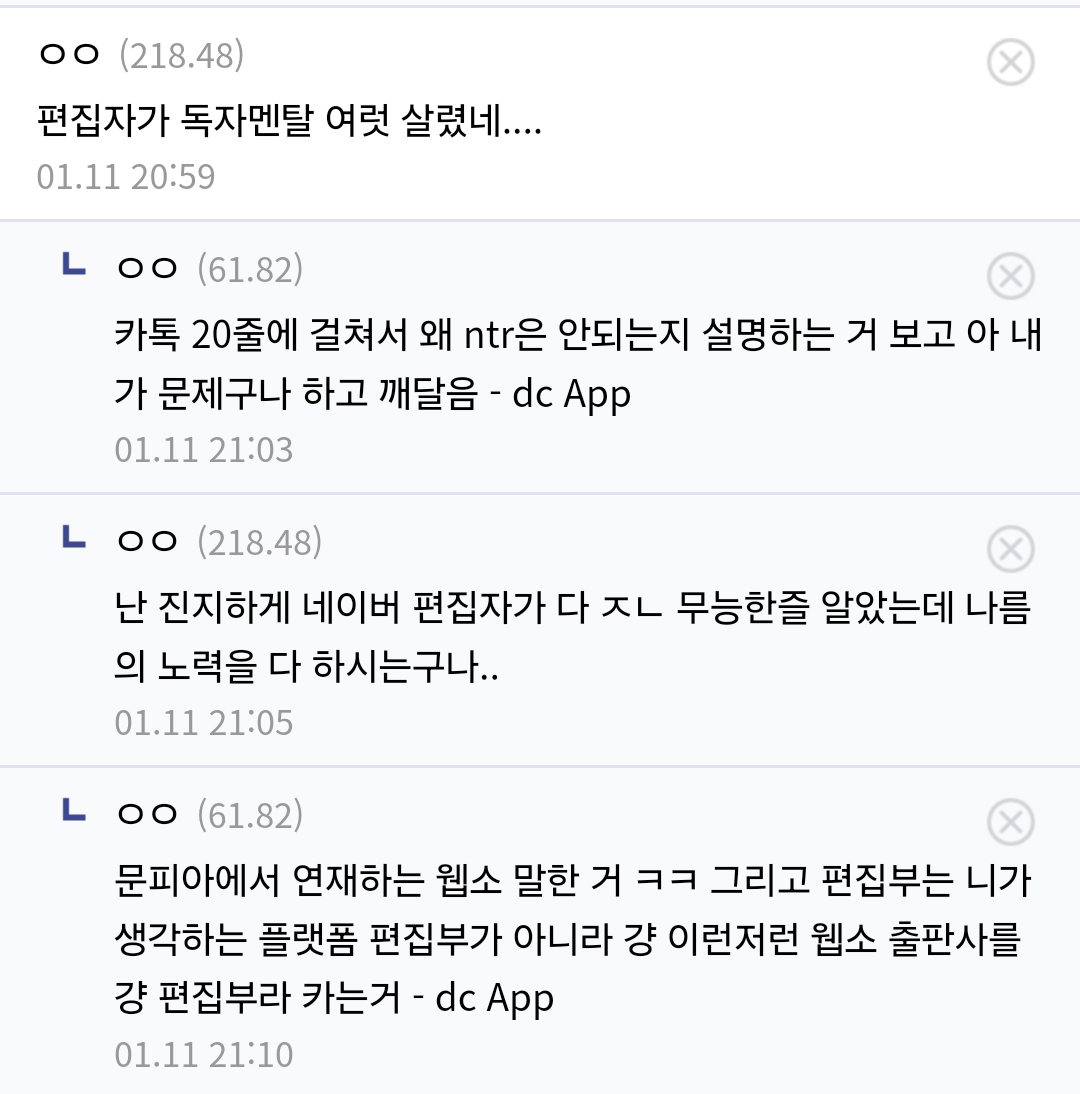 ㅇㅇ (218.48)
편집자가 독자멘탈 여럿 살렸네....
01.11 20:59
ㅇㅇ (61.82)
카톡 20줄에 걸쳐서 왜 ntr은 안되는지 설명하는 거 보고 아 내
가 문제구나 하고 깨달음 - dc App
01.11 21:03
ㅇㅇ (218.48)
난 진지하게 네이버 편집자가 다 ㅈㄴ 무능한즐 알았는데 나름
의 노력을 다 하시는구나..
01.11 21:05
ㅇㅇ (61.82)
문피아에서 연재하는 웹소 말한 거 ㅋㅋ 그리고 편집부는 니가
생각하는 플랫폼 편집부가 아니라 걍 이런저런 웹소 출판사를
걍 편집부라 카는거 - dc App
01.11 21:10